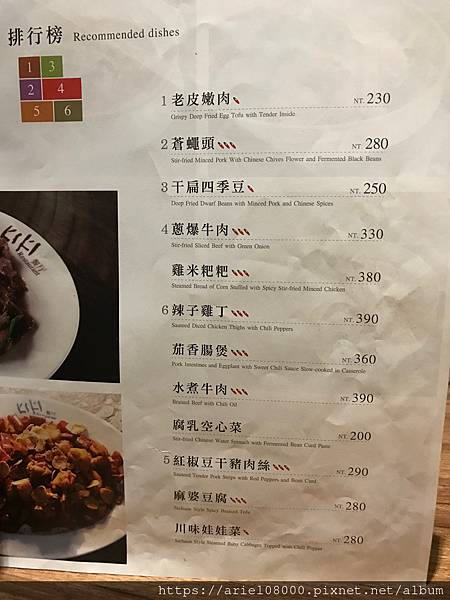 排行榜 Recommended dishes
1 3
2 4
5 6
1 老皮嫩肉 NT. 230
Crispy Deep Fried Egg Tofu with Tender Inside
2 蒼蠅頭 NT. 280
Stir-fried Minced Pork With Chinese Chives Flower and Fermented Black Beans
3 干扁四季豆 NT. 250
Deep Fried Dwarf Beans with Minced Pork and Chinese Spices
4 蔥爆牛肉 NT. 330
Stir-fried Sliced Beef with Green Onion
雞米粑粑 NT. 380
Steamed Bread of Corn Stuffed with Spicy Stir-fried Minced Chicken
6 辣子雞丁 NT. 390
Sauteed Diced Chicken Thighs with Chili Peppers
茄香腸煲 NT. 360
Pork Intestines and Eggplant with Sweet Chili Sauce Slow-cooked in Casserole
水煮牛肉 NT. 390
Braised Beef with Chili Oil
腐乳空心菜 NT. 200
Stir-fried Chinese Water Spinach with Fermented Bean Curd Paste
5 紅椒豆干豬肉絲 NT. 290
Sauteed Tender Pork Strips with Red Peppers and Bean Curd
麻婆豆腐 NT. 280
Sichuan Style Spicy Braised Tofu
川味娃娃菜 NT. 280
Sichuan Style Steamed Baby Cabbages Topped with Chili Pepper
KiKi
KiKi
https://ariel08000.pixnet.net/album